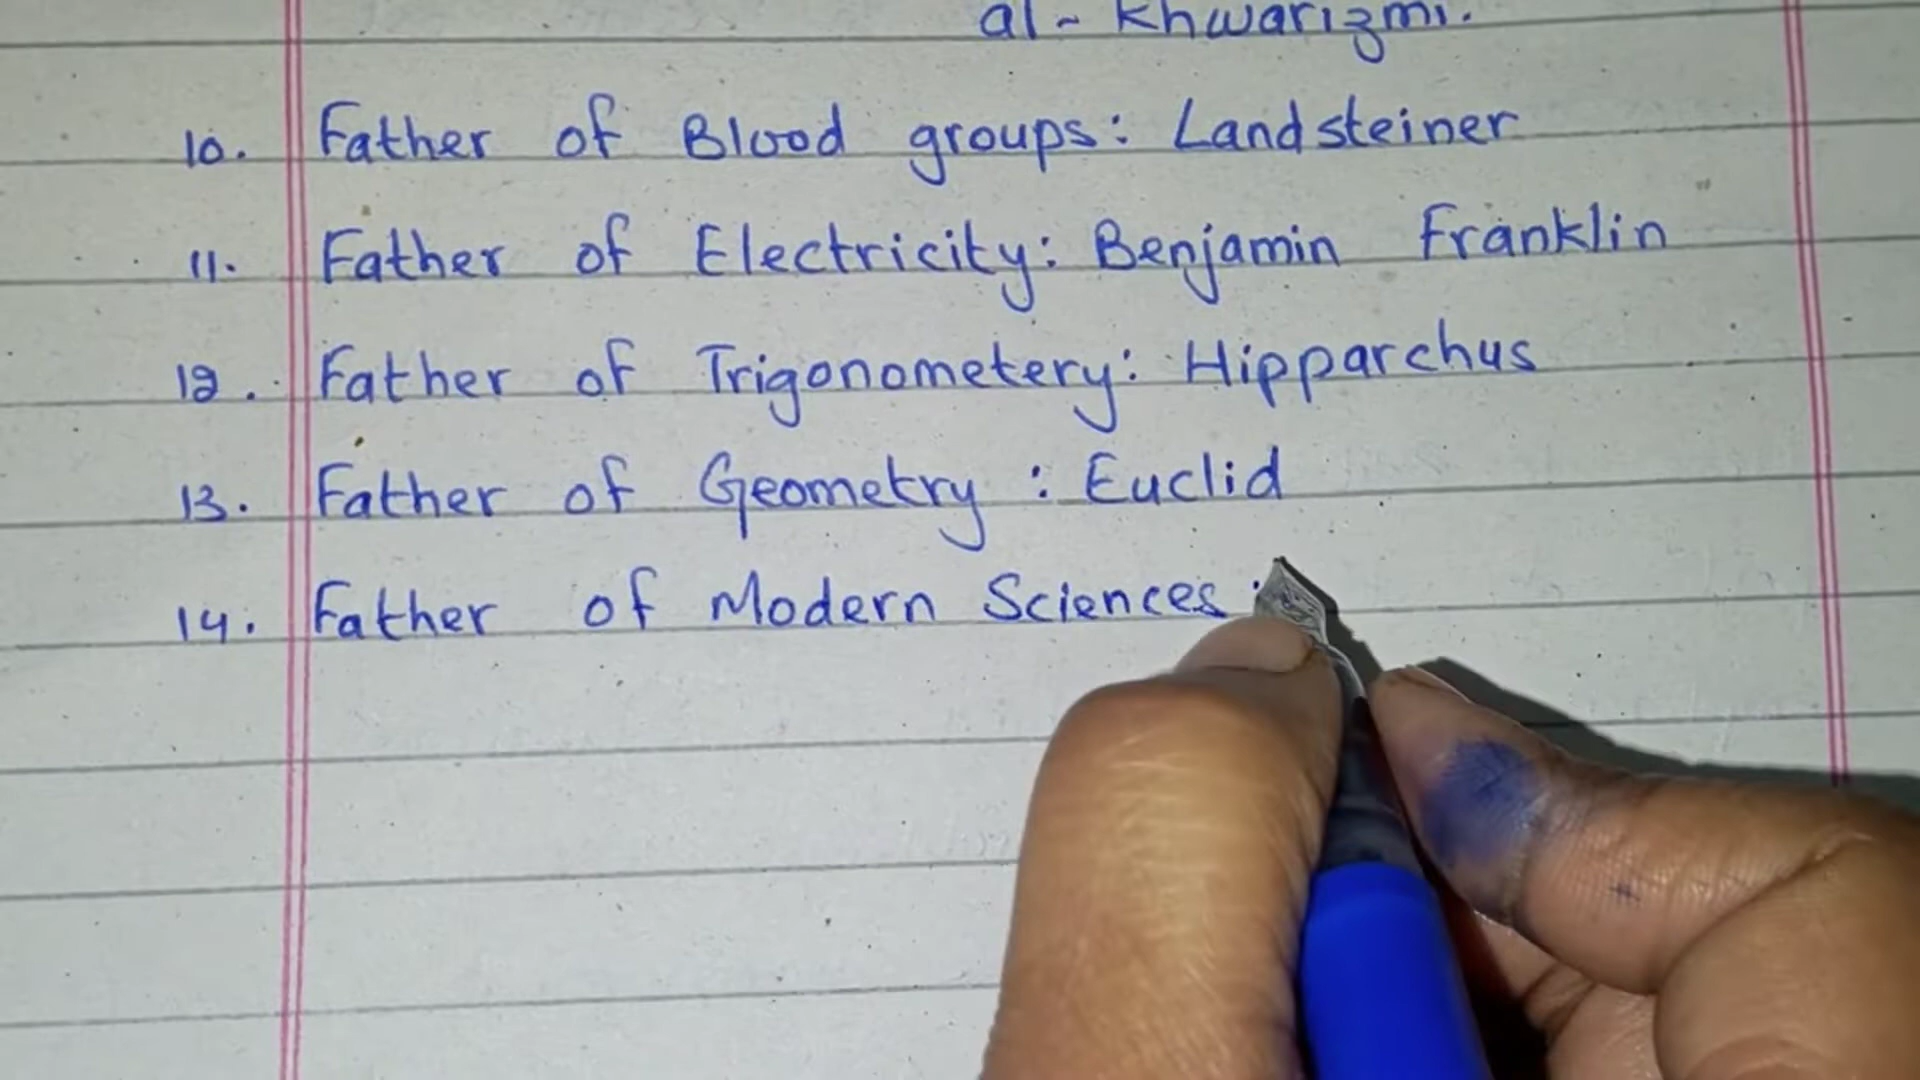 al-Khwarizmi.
10. Father of Blood groups: Landsteiner
11. Father of Electricity: Benjamin Franklin
12. Father of Trigonometery: Hipparchus
13. Father of Geometry : Euclid
14. Father of Modern Sciences :